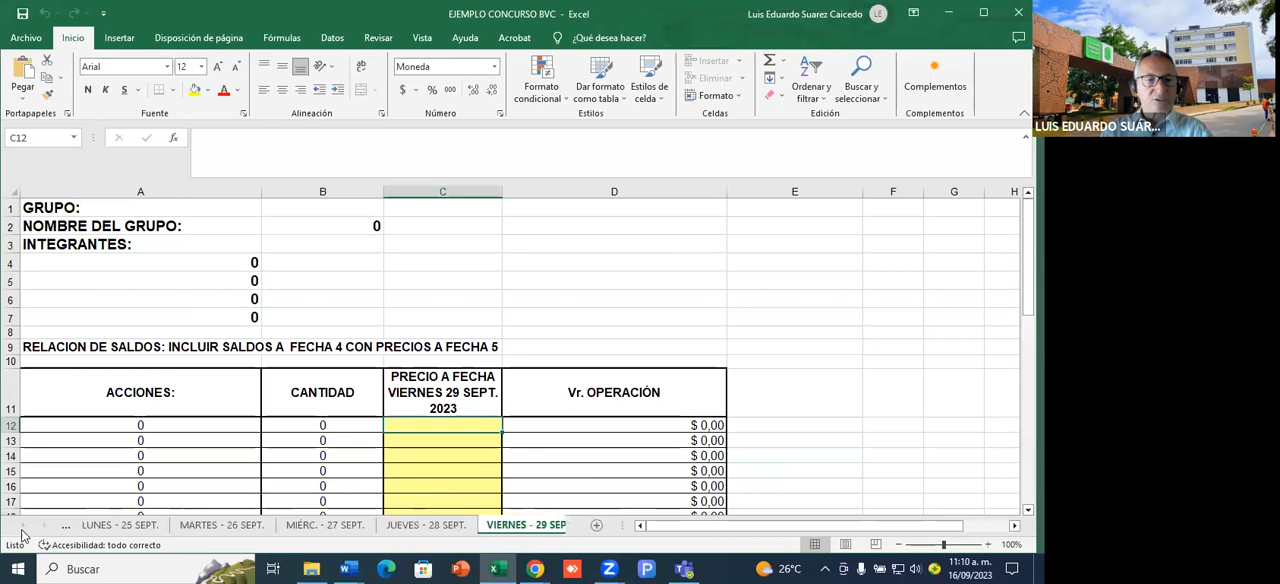 EJEMPLO CONCURSO BVC - Excel
Luis Eduardo Suarez Caicedo
LE
Archivo Inicio Insertar Disposición de página Fórmulas Datos Revisar Vista Ayuda Acrobat ¿Qué desea hacer?
Pegar
Portapapeles
Arial 12
N K S
Fuente
Alineación
Moneda
$ % 000
Número
Formato condicional
Dar formato como tabla
Estilos de celda
Estilos
Insertar
Eliminar
Formato
Celdas
Ordenar y filtrar
Buscar y seleccionar
Edición
Complementos
Complementos
LUIS EDUARDO SUÁR...
C12 fx
A B C D E F G H
1 GRUPO:
2 NOMBRE DEL GRUPO: 0
3 INTEGRANTES:
4 0
5 0
6 0
7 0
8
9 RELACION DE SALDOS: INCLUIR SALDOS A FECHA 4 CON PRECIOS A FECHA 5
10
11 ACCIONES: CANTIDAD PRECIO A FECHA VIERNES 29 SEPT. 2023 Vr. OPERACIÓN
12 0 0 $ 0,00
13 0 0 $ 0,00
14 0 0 $ 0,00
15 0 0 $ 0,00
16 0 0 $ 0,00
17 0 0 $ 0,00
... LUNES - 25 SEPT. MARTES - 26 SEPT. MIÉRC. - 27 SEPT. JUEVES - 28 SEPT. VIERNES - 29 SEP
Listo Accesibilidad: todo correcto 100%
Buscar 26°C 11:10 a. m.
16/09/2023